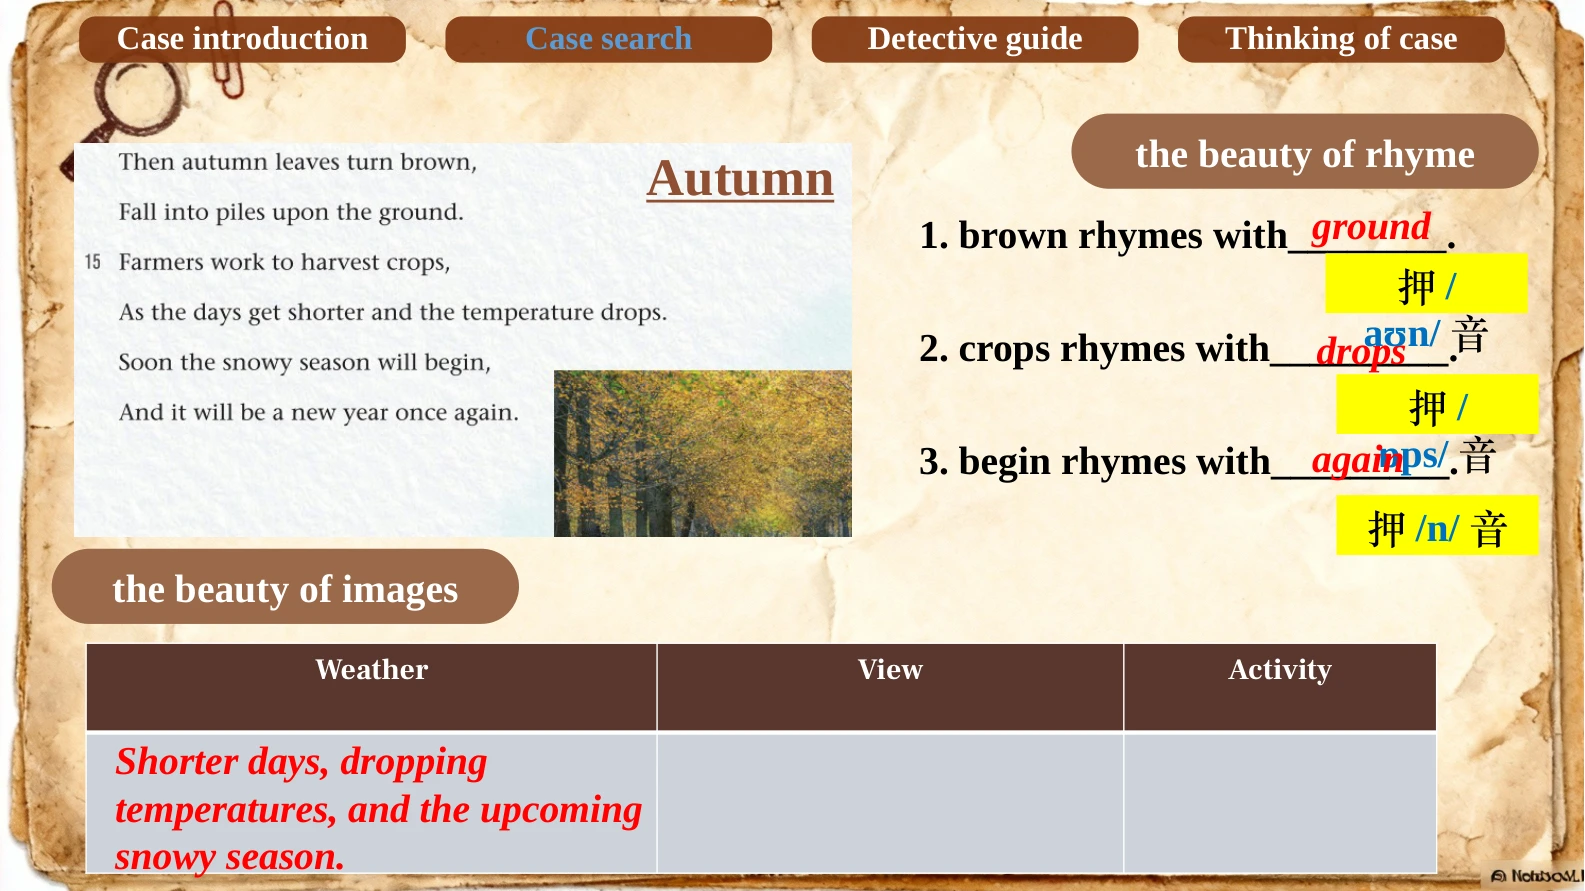 Case introduction
Case search
Detective guide
Thinking of case
Then autumn leaves turn brown,
Fall into piles upon the ground.
15 Farmers work to harvest crops,
As the days get shorter and the temperature drops.
Soon the snowy season will begin,
And it will be a new year once again.
Autumn
the beauty of rhyme
1. brown rhymes with ground.
押 /
aʊn/ 音
2. crops rhymes with drops.
押 /
ps/ 音
3. begin rhymes with again.
押 /n/ 音
the beauty of images
Weather
View
Activity
Shorter days, dropping
temperatures, and the upcoming
snowy season.